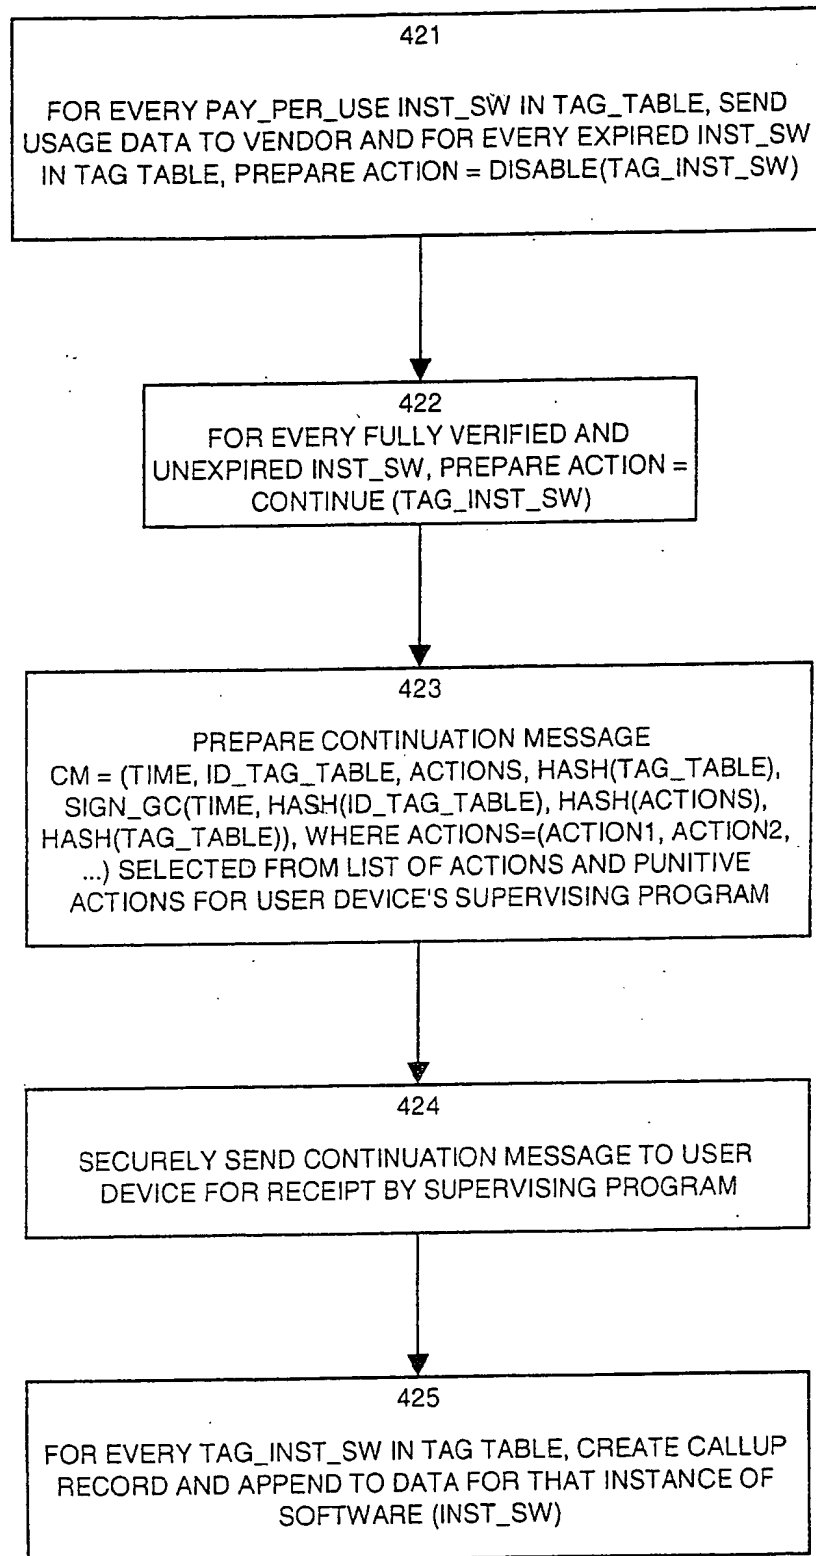 421
FOR EVERY PAY_PER_USE INST_SW IN TAG_TABLE, SEND
USAGE DATA TO VENDOR AND FOR EVERY EXPIRED INST_SW
IN TAG TABLE, PREPARE ACTION = DISABLE(TAG_INST_SW)
422
FOR EVERY FULLY VERIFIED AND
UNEXPIRED INST_SW, PREPARE ACTION =
CONTINUE (TAG_INST_SW)
423
PREPARE CONTINUATION MESSAGE
CM = (TIME, ID_TAG_TABLE, ACTIONS, HASH(TAG_TABLE),
SIGN_GC(TIME, HASH(ID_TAG_TABLE), HASH(ACTIONS),
HASH(TAG_TABLE)), WHERE ACTIONS=(ACTION1, ACTION2,
...) SELECTED FROM LIST OF ACTIONS AND PUNITIVE
ACTIONS FOR USER DEVICE'S SUPERVISING PROGRAM
424
SECURELY SEND CONTINUATION MESSAGE TO USER
DEVICE FOR RECEIPT BY SUPERVISING PROGRAM
425
FOR EVERY TAG_INST_SW IN TAG TABLE, CREATE CALLUP
RECORD AND APPEND TO DATA FOR THAT INSTANCE OF
SOFTWARE (INST_SW)